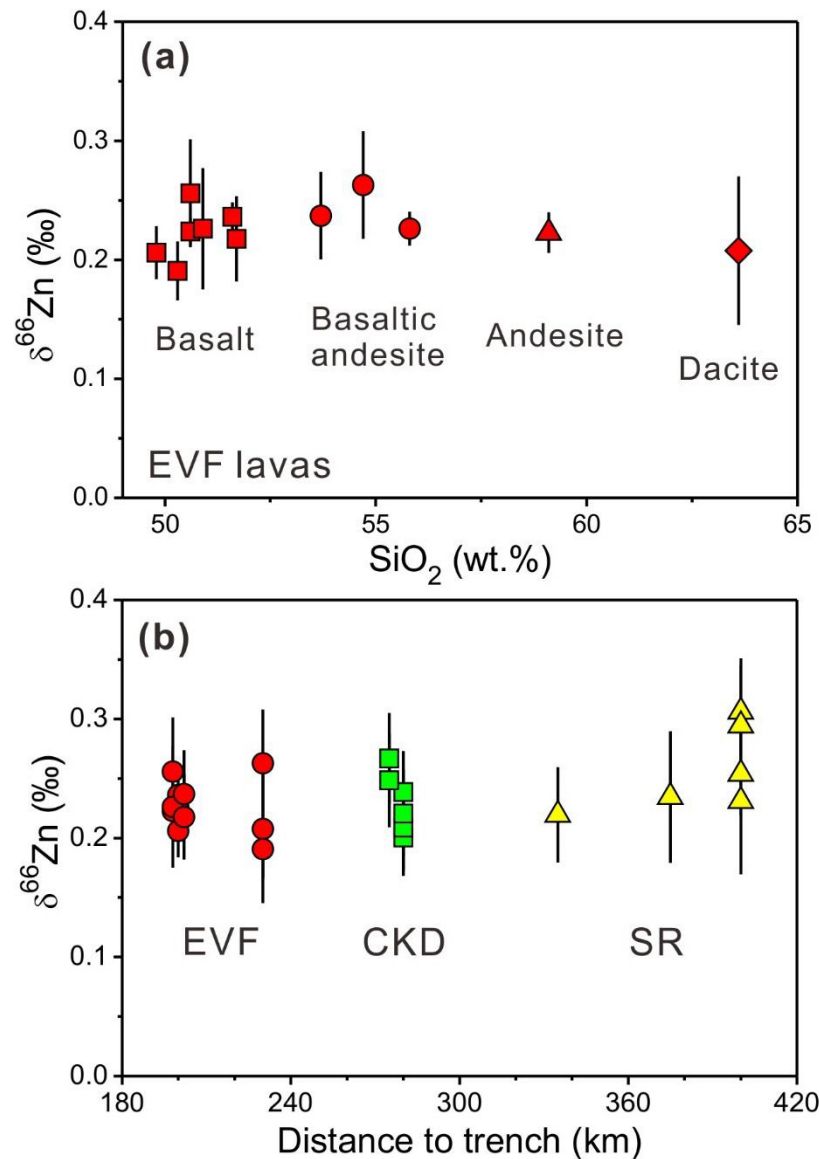 (a)
0.4
0.3
0.2
0.1
0.0
δ⁶⁶Zn (‰)
Basalt
Basaltic
andesite
Andesite
Dacite
EVF lavas
50
55
60
65
SiO₂ (wt.%)
(b)
0.4
0.3
0.2
0.1
0.0
δ⁶⁶Zn (‰)
EVF
CKD
SR
180
240
300
360
420
Distance to trench (km)